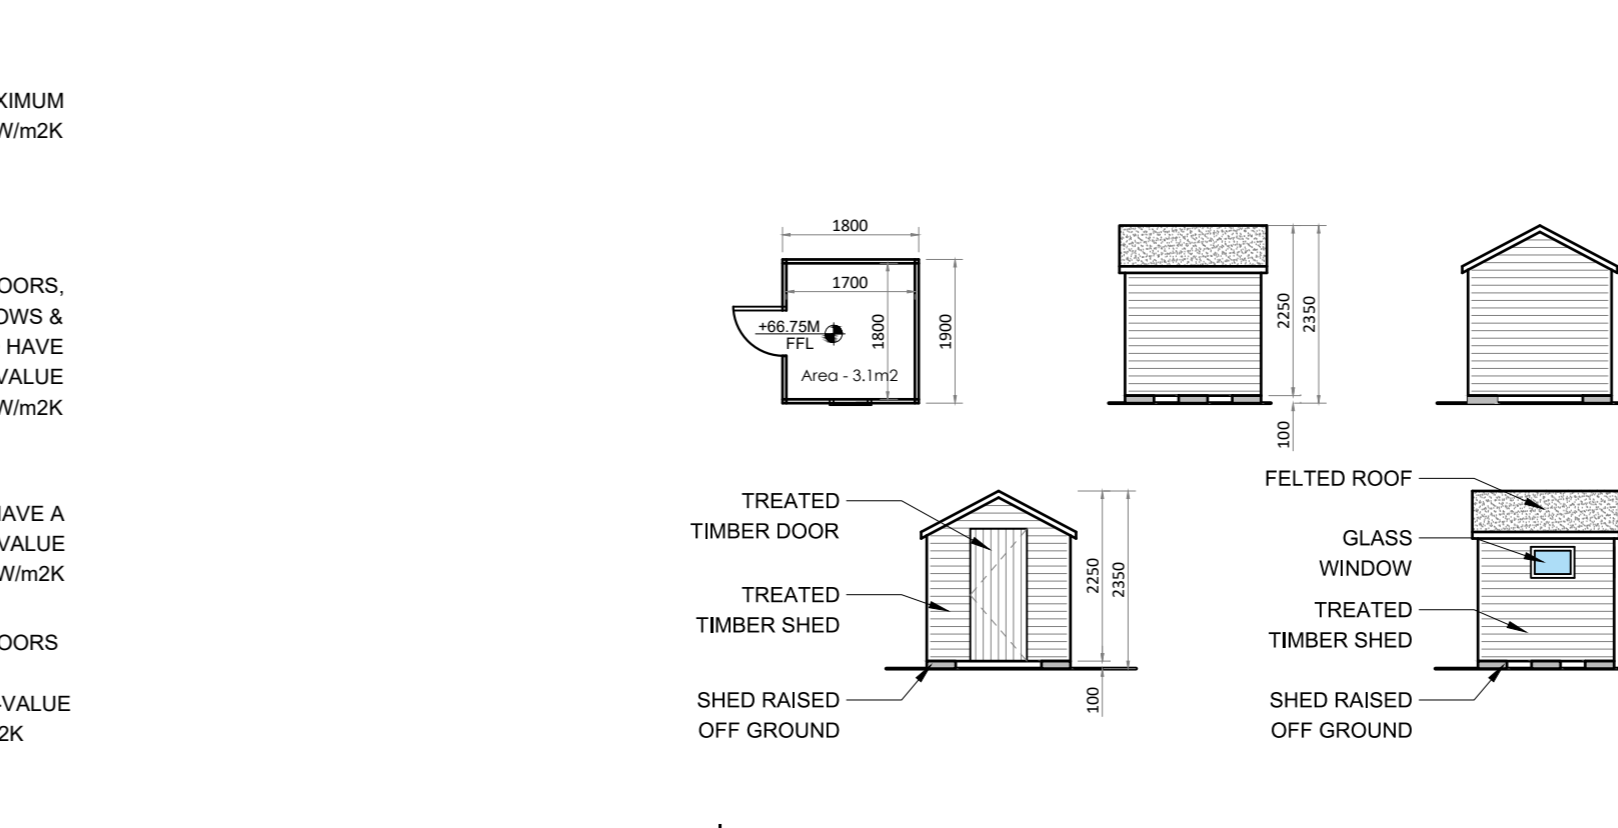 XIMUM
W/m2K
OORS,
OWS &
HAVE
VALUE
W/m2K
HAVE A
VALUE
W/m2K
OORS
-VALUE
2K
1800
1700
+66.75M
FFL
1800
1900
Area - 3.1m2
2250
2350
100
TREATED
TIMBER DOOR
TREATED
TIMBER SHED
SHED RAISED
OFF GROUND
2250
2350
100
FELTED ROOF
GLASS
WINDOW
TREATED
TIMBER SHED
SHED RAISED
OFF GROUND